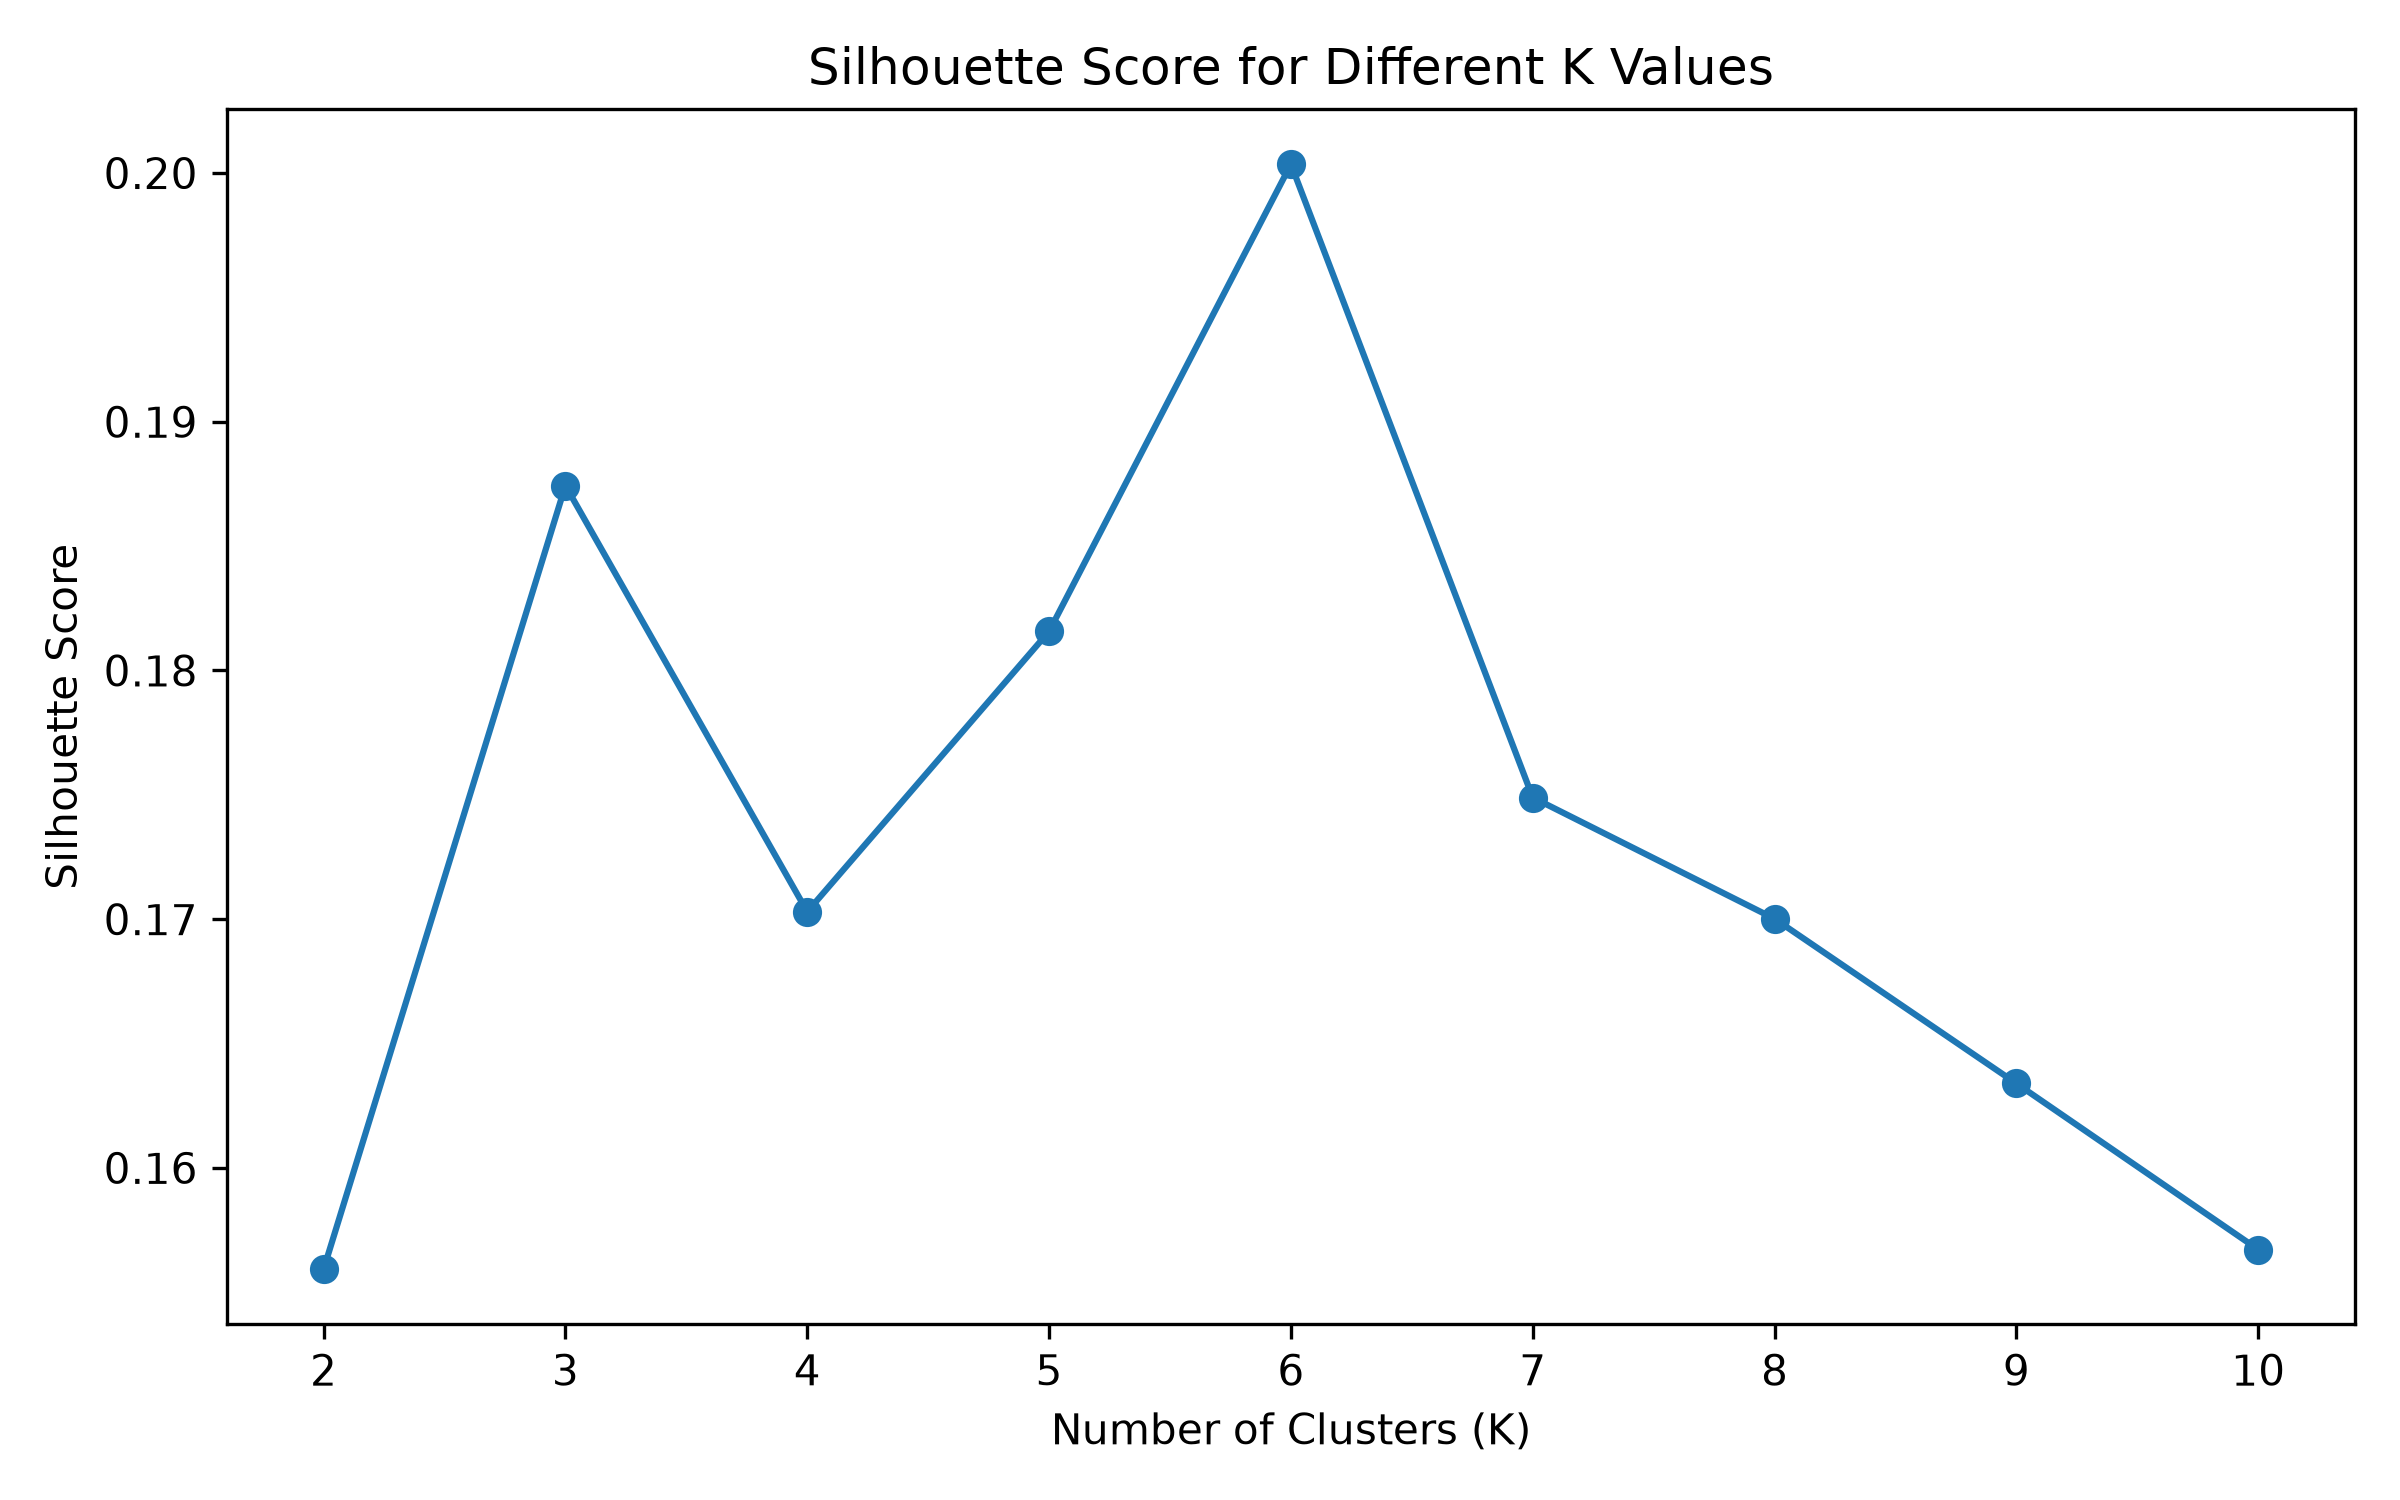 Silhouette Score for Different K Values
0.20
0.19
0.18
0.17
0.16
Silhouette Score
2 3 4 5 6 7 8 9 10
Number of Clusters (K)